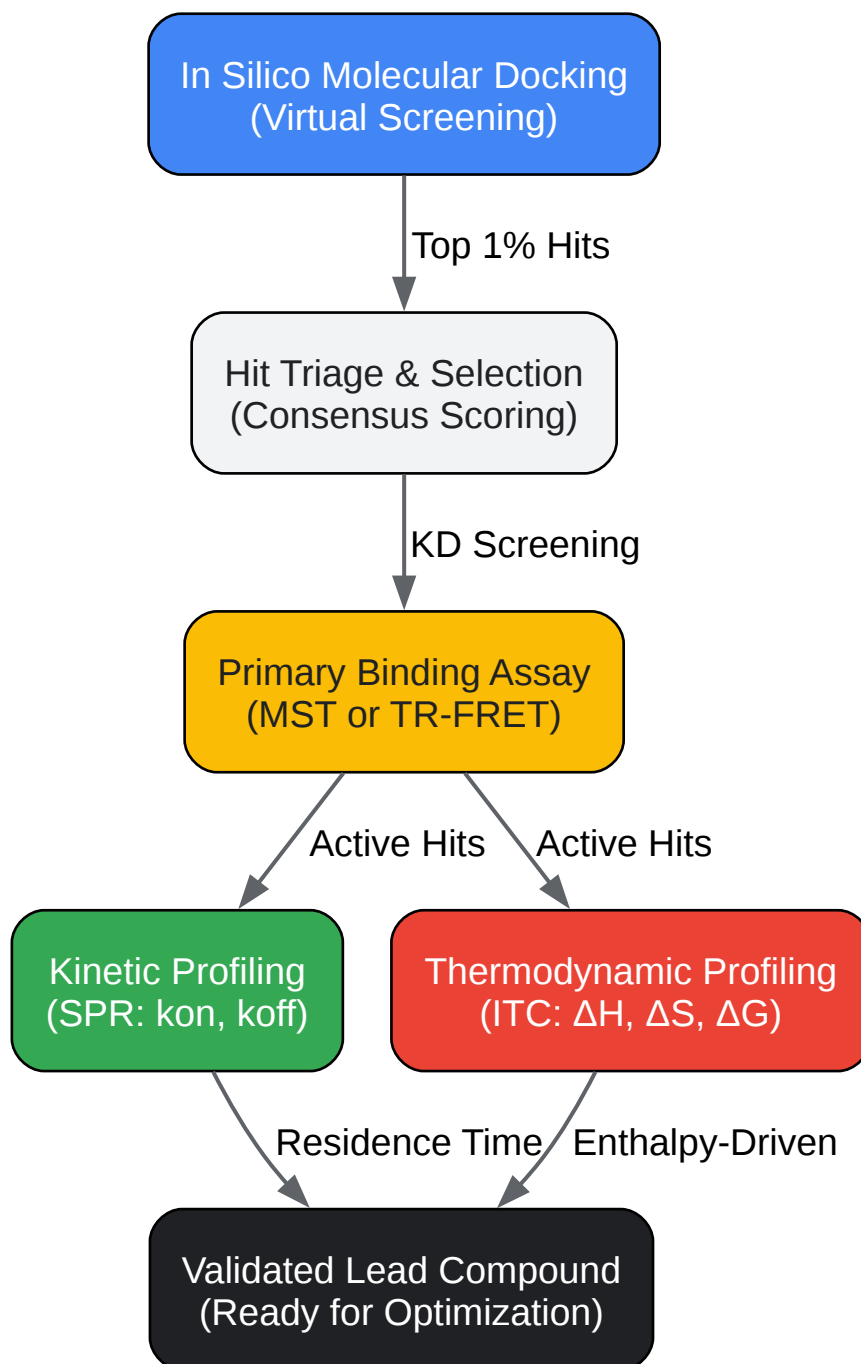 In Silico Molecular Docking
(Virtual Screening)
Top 1% Hits
Hit Triage & Selection
(Consensus Scoring)
KD Screening
Primary Binding Assay
(MST or TR-FRET)
Active Hits
Active Hits
Kinetic Profiling
(SPR: kon, koff)
Thermodynamic Profiling
(ITC: ΔH, ΔS, ΔG)
Residence Time
Enthalpy-Driven
Validated Lead Compound
(Ready for Optimization)